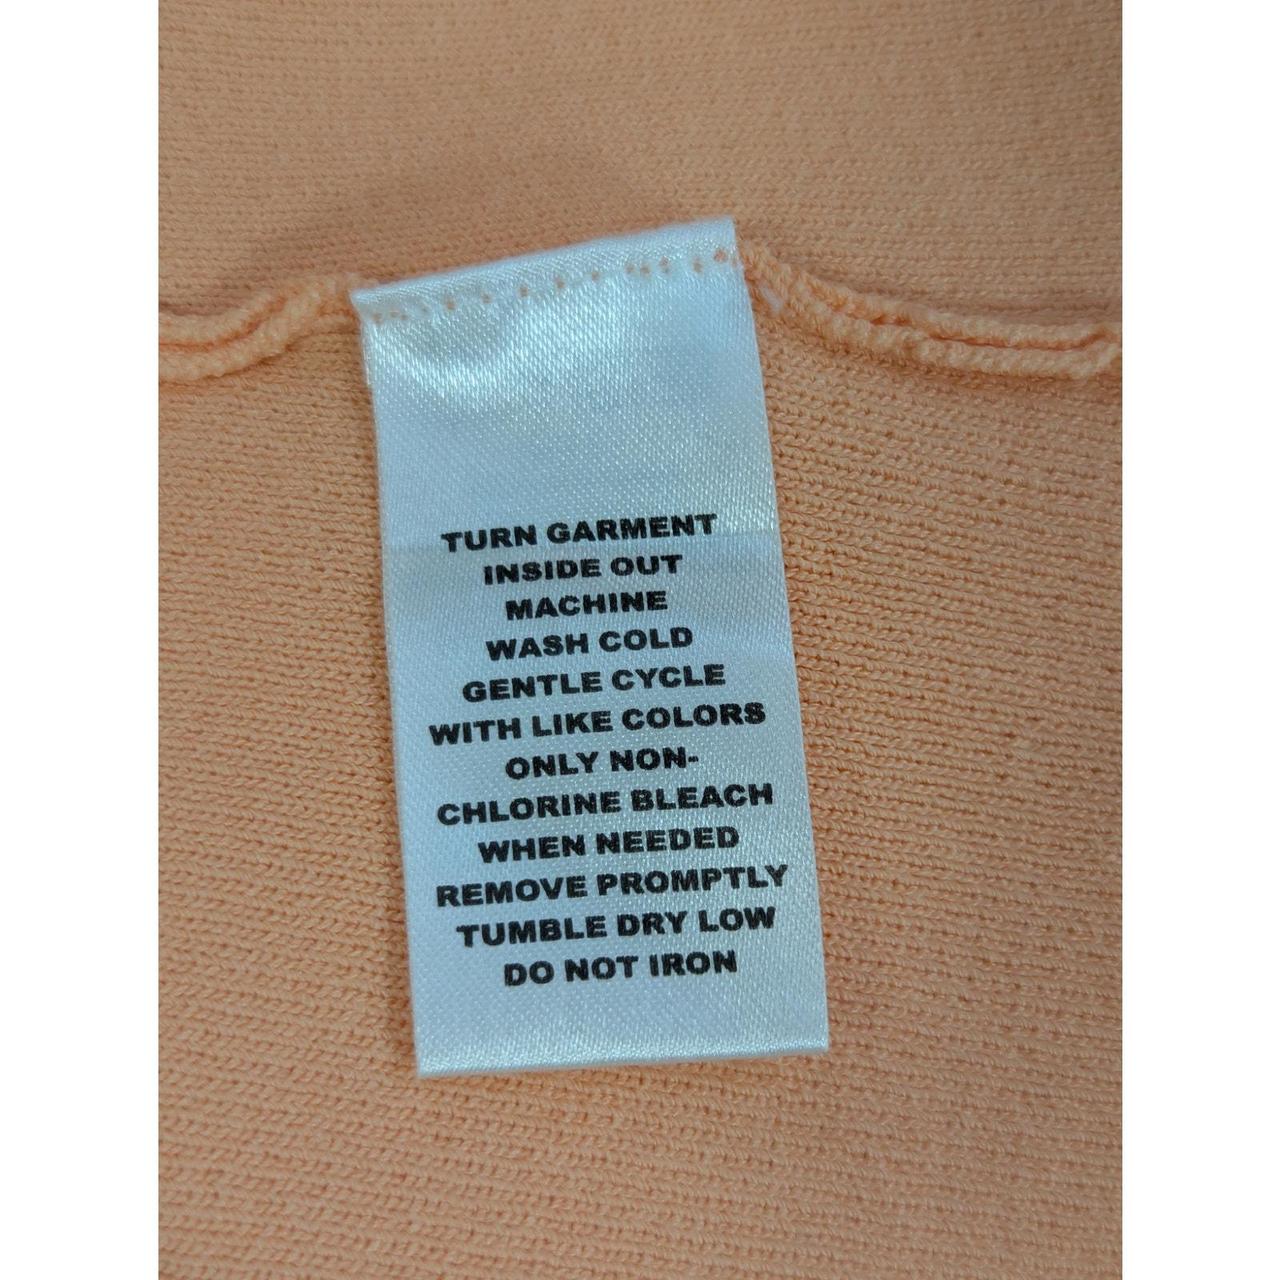 TURN GARMENT
INSIDE OUT
MACHINE
WASH COLD
GENTLE CYCLE
WITH LIKE COLORS
ONLY NON-
CHLORINE BLEACH
WHEN NEEDED
REMOVE PROMPTLY
TUMBLE DRY LOW
DO NOT IRON